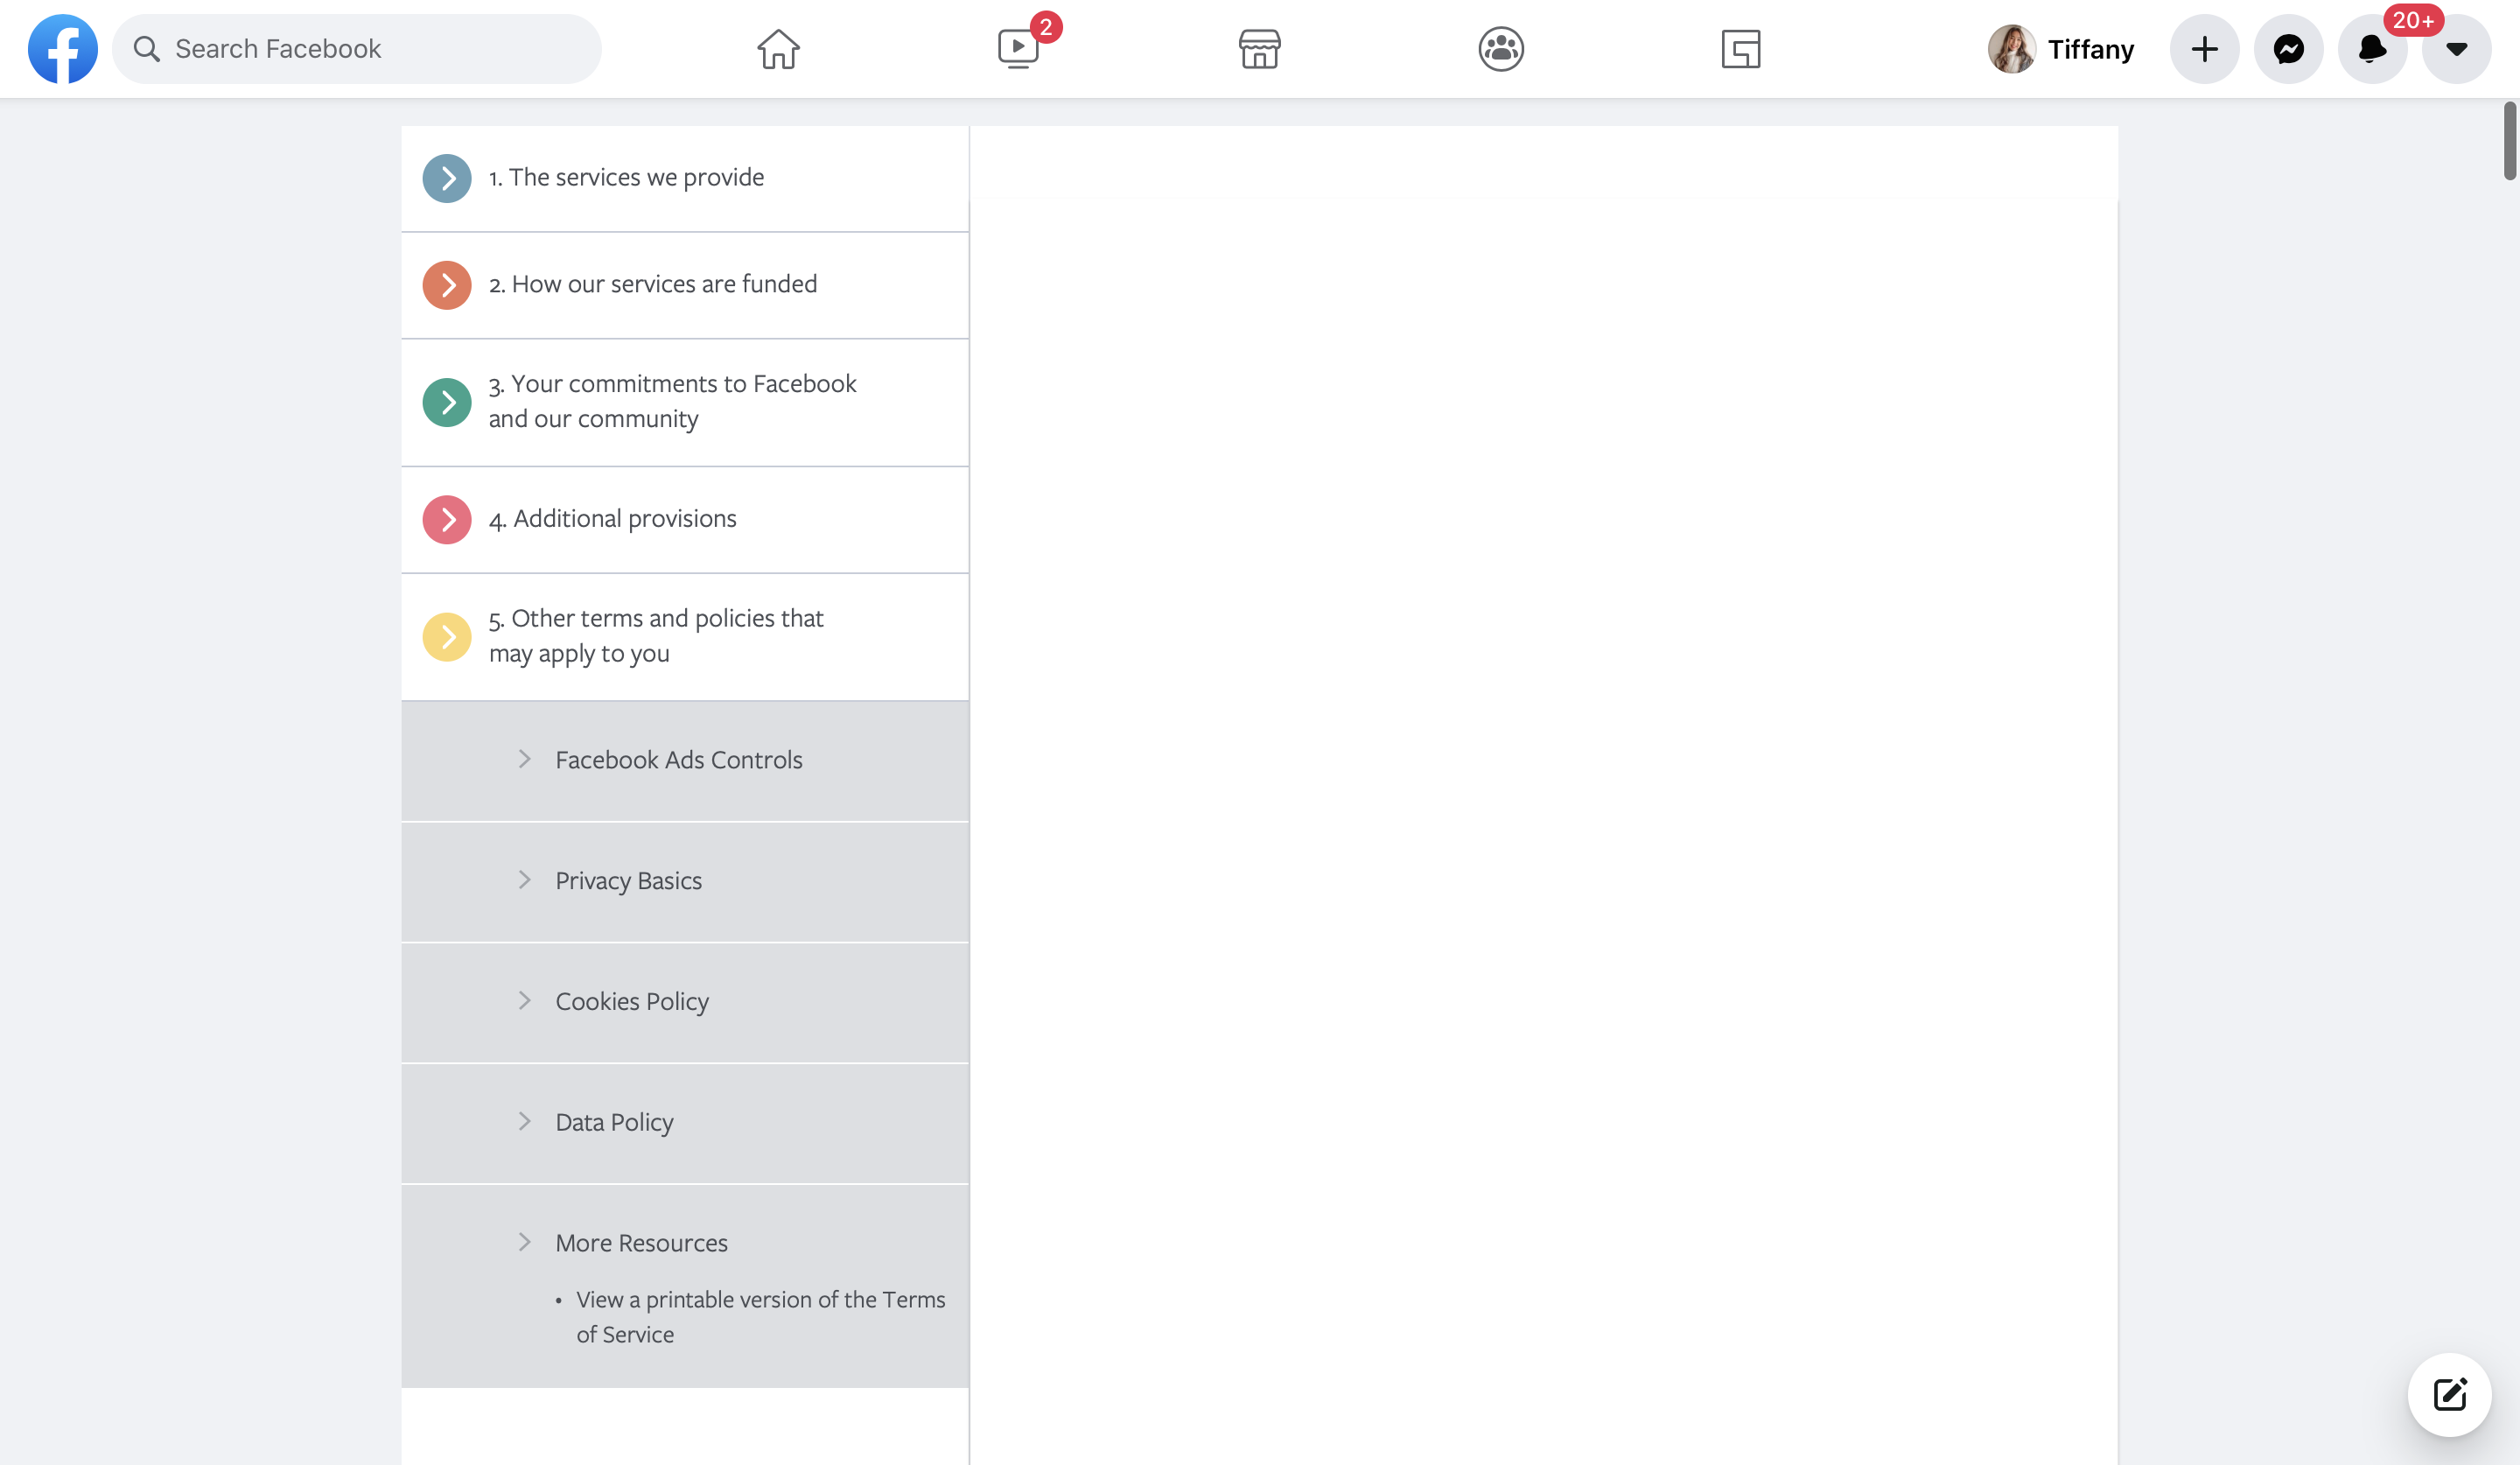 Search Facebook
2
Tiffany
20+
1. The services we provide
2. How our services are funded
3. Your commitments to Facebook
and our community
4. Additional provisions
5. Other terms and policies that
may apply to you
Facebook Ads Controls
Privacy Basics
Cookies Policy
Data Policy
More Resources
• View a printable version of the Terms
of Service